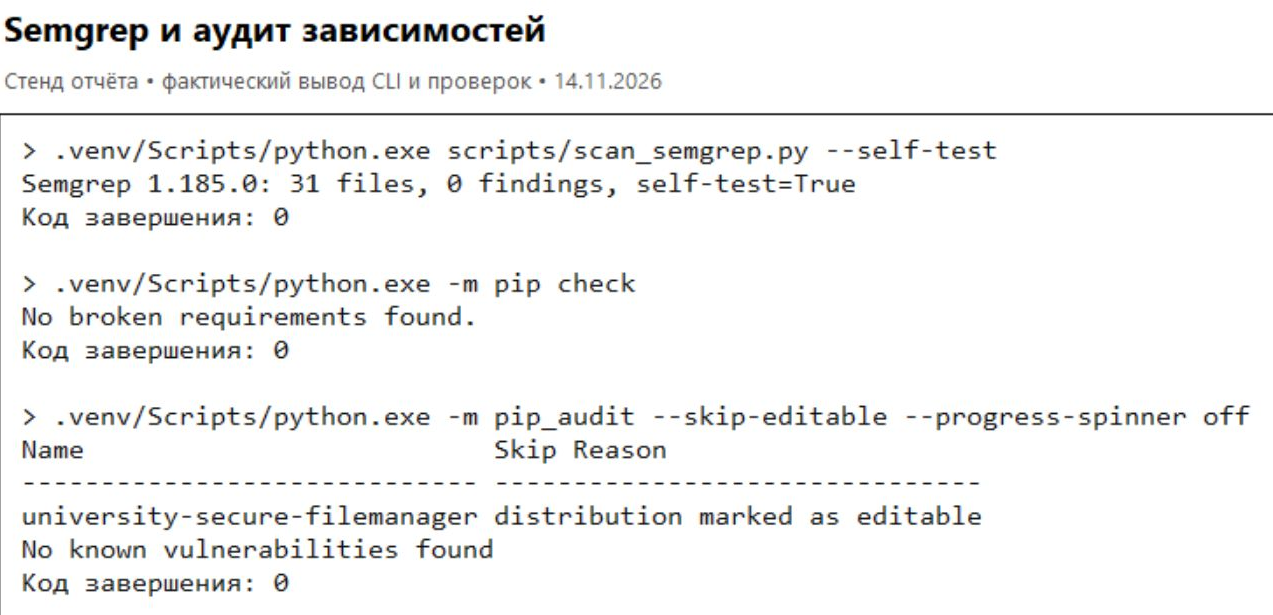 Semgrep и аудит зависимостей
Стенд отчёта • фактический вывод CLI и проверок • 14.11.2026
> .venv/Scripts/python.exe scripts/scan_semgrep.py --self-test
Semgrep 1.185.0: 31 files, 0 findings, self-test=True
Код завершения: 0
> .venv/Scripts/python.exe -m pip check
No broken requirements found.
Код завершения: 0
> .venv/Scripts/python.exe -m pip_audit --skip-editable --progress-spinner off
Name                          Skip Reason
----------------------------- -------------------------------
university-secure-filemanager distribution marked as editable
No known vulnerabilities found
Код завершения: 0